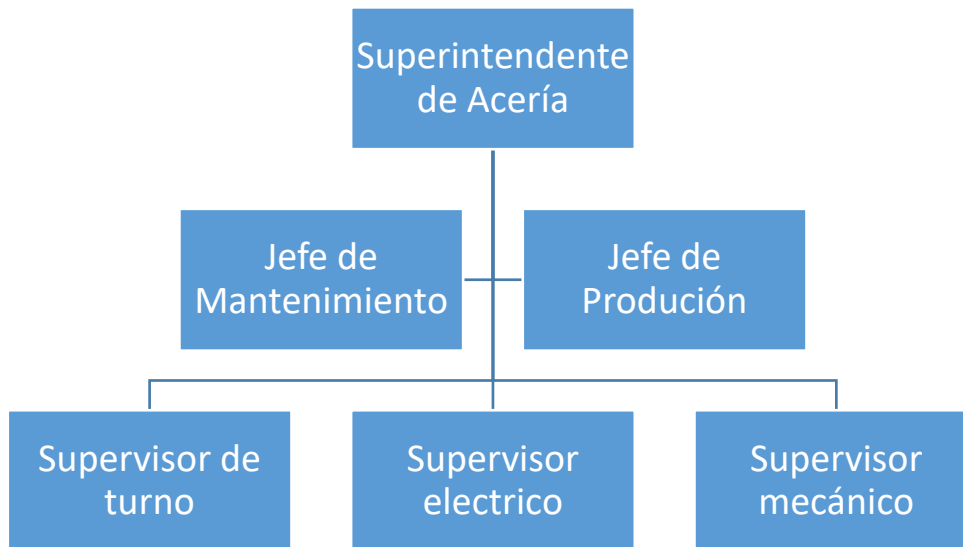 Superintendente
de Acería
Jefe de
Mantenimiento
Jefe de
Produción
Supervisor de
turno
Supervisor
electrico
Supervisor
mecánico